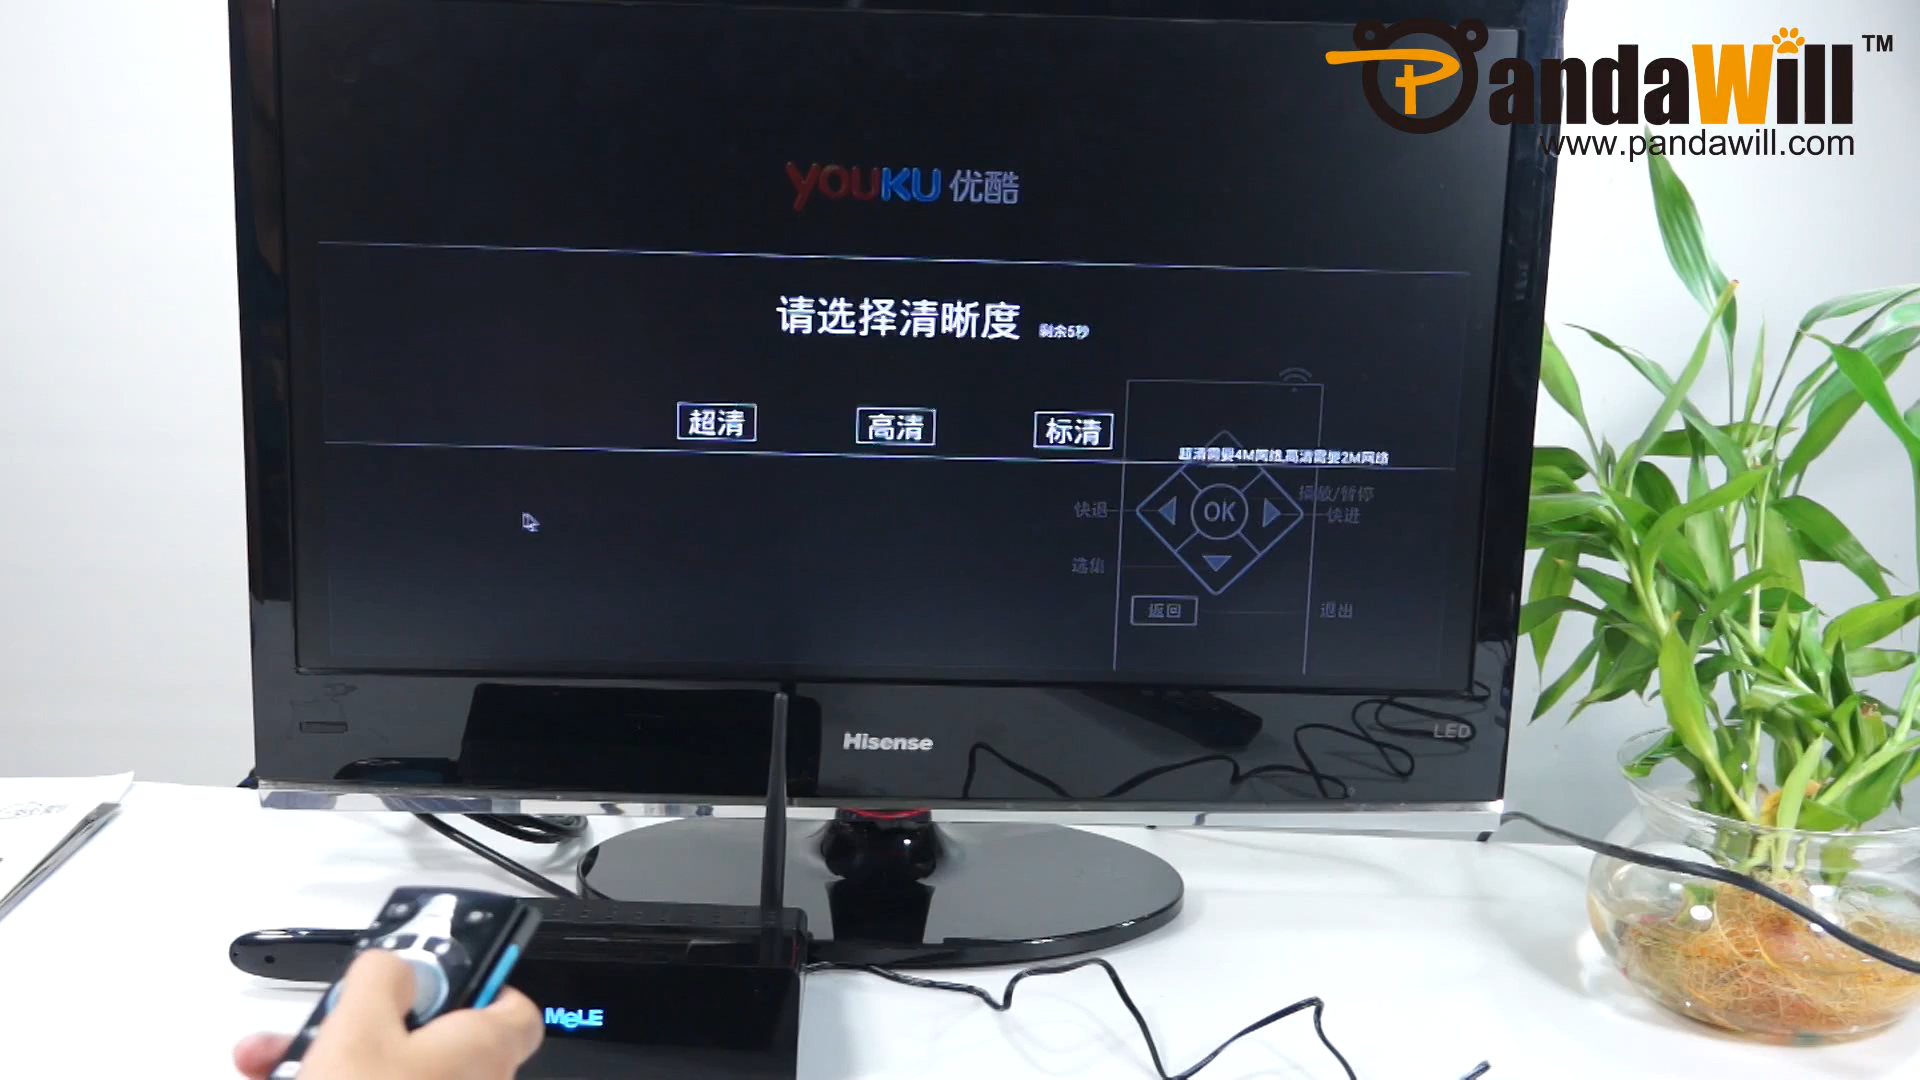 PandaWill™
www.pandawill.com
YOUKU 优酷
请选择清晰度 剩余5秒
超清 高清 标清
超清需要4M网络,高清需要2M网络
播放/暂停
快退 OK 快进
选集
返回 退出
Hisense
LED
MeLE